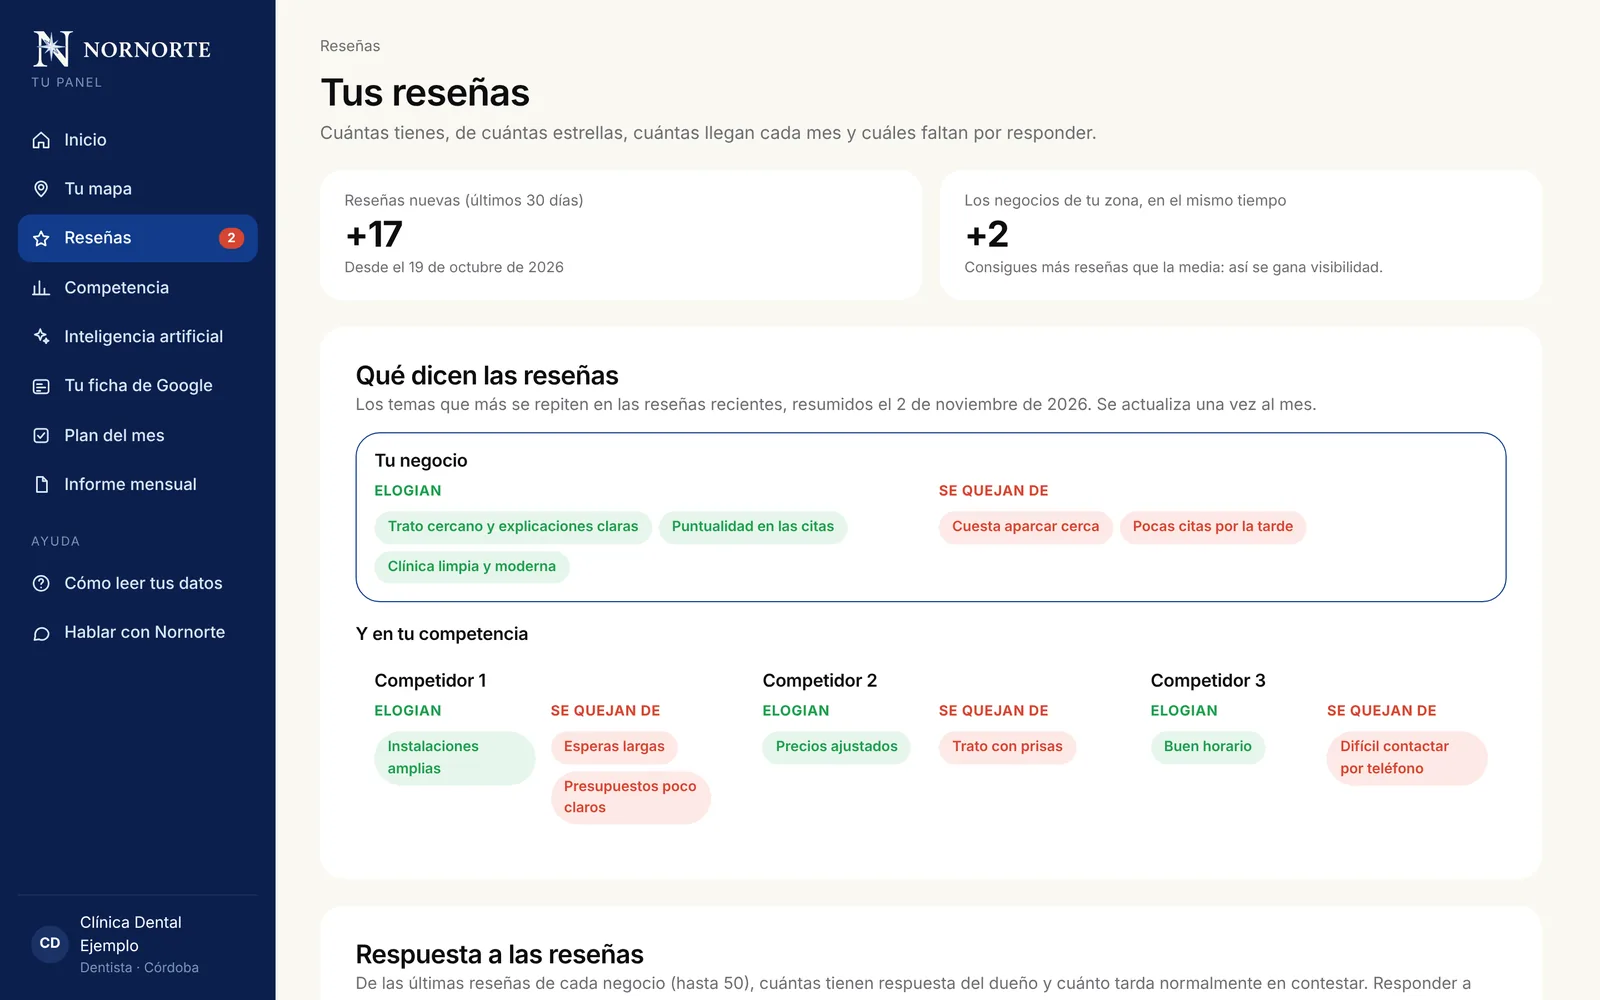 NORNORTE
TU PANEL
Inicio
Tu mapa
Reseñas 2
Competencia
Inteligencia artificial
Tu ficha de Google
Plan del mes
Informe mensual
AYUDA
Cómo leer tus datos
Hablar con Nornorte
CD
Clínica Dental
Ejemplo
Dentista · Córdoba
Reseñas
Tus reseñas
Cuántas tienes, de cuántas estrellas, cuántas llegan cada mes y cuáles faltan por responder.
Reseñas nuevas (últimos 30 días)
+17
Desde el 19 de octubre de 2026
Los negocios de tu zona, en el mismo tiempo
+2
Consigues más reseñas que la media: así se gana visibilidad.
Qué dicen las reseñas
Los temas que más se repiten en las reseñas recientes, resumidos el 2 de noviembre de 2026. Se actualiza una vez al mes.
Tu negocio
ELOGIAN
Trato cercano y explicaciones claras
Puntualidad en las citas
Clínica limpia y moderna
SE QUEJAN DE
Cuesta aparcar cerca
Pocas citas por la tarde
Y en tu competencia
Competidor 1
ELOGIAN
Instalaciones
amplias
SE QUEJAN DE
Esperas largas
Presupuestos poco
claros
Competidor 2
ELOGIAN
Precios ajustados
SE QUEJAN DE
Trato con prisas
Competidor 3
ELOGIAN
Buen horario
SE QUEJAN DE
Difícil contactar
por teléfono
Respuesta a las reseñas
De las últimas reseñas de cada negocio (hasta 50), cuántas tienen respuesta del dueño y cuánto tarda normalmente en contestar. Responder a